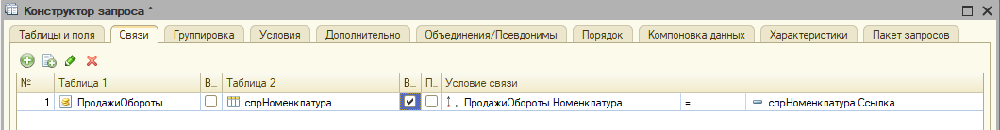 Конструктор запроса *
Таблицы и поля Связи Группировка Условия Дополнительно Объединения/Псевдонимы Порядок Компоновка данных Характеристики Пакет запросов
№ Таблица 1 В... Таблица 2 В... П... Условие связи
1 ПродажиОбороты спрНоменклатура ПродажиОбороты.Номенклатура = спрНоменклатура.Ссылка